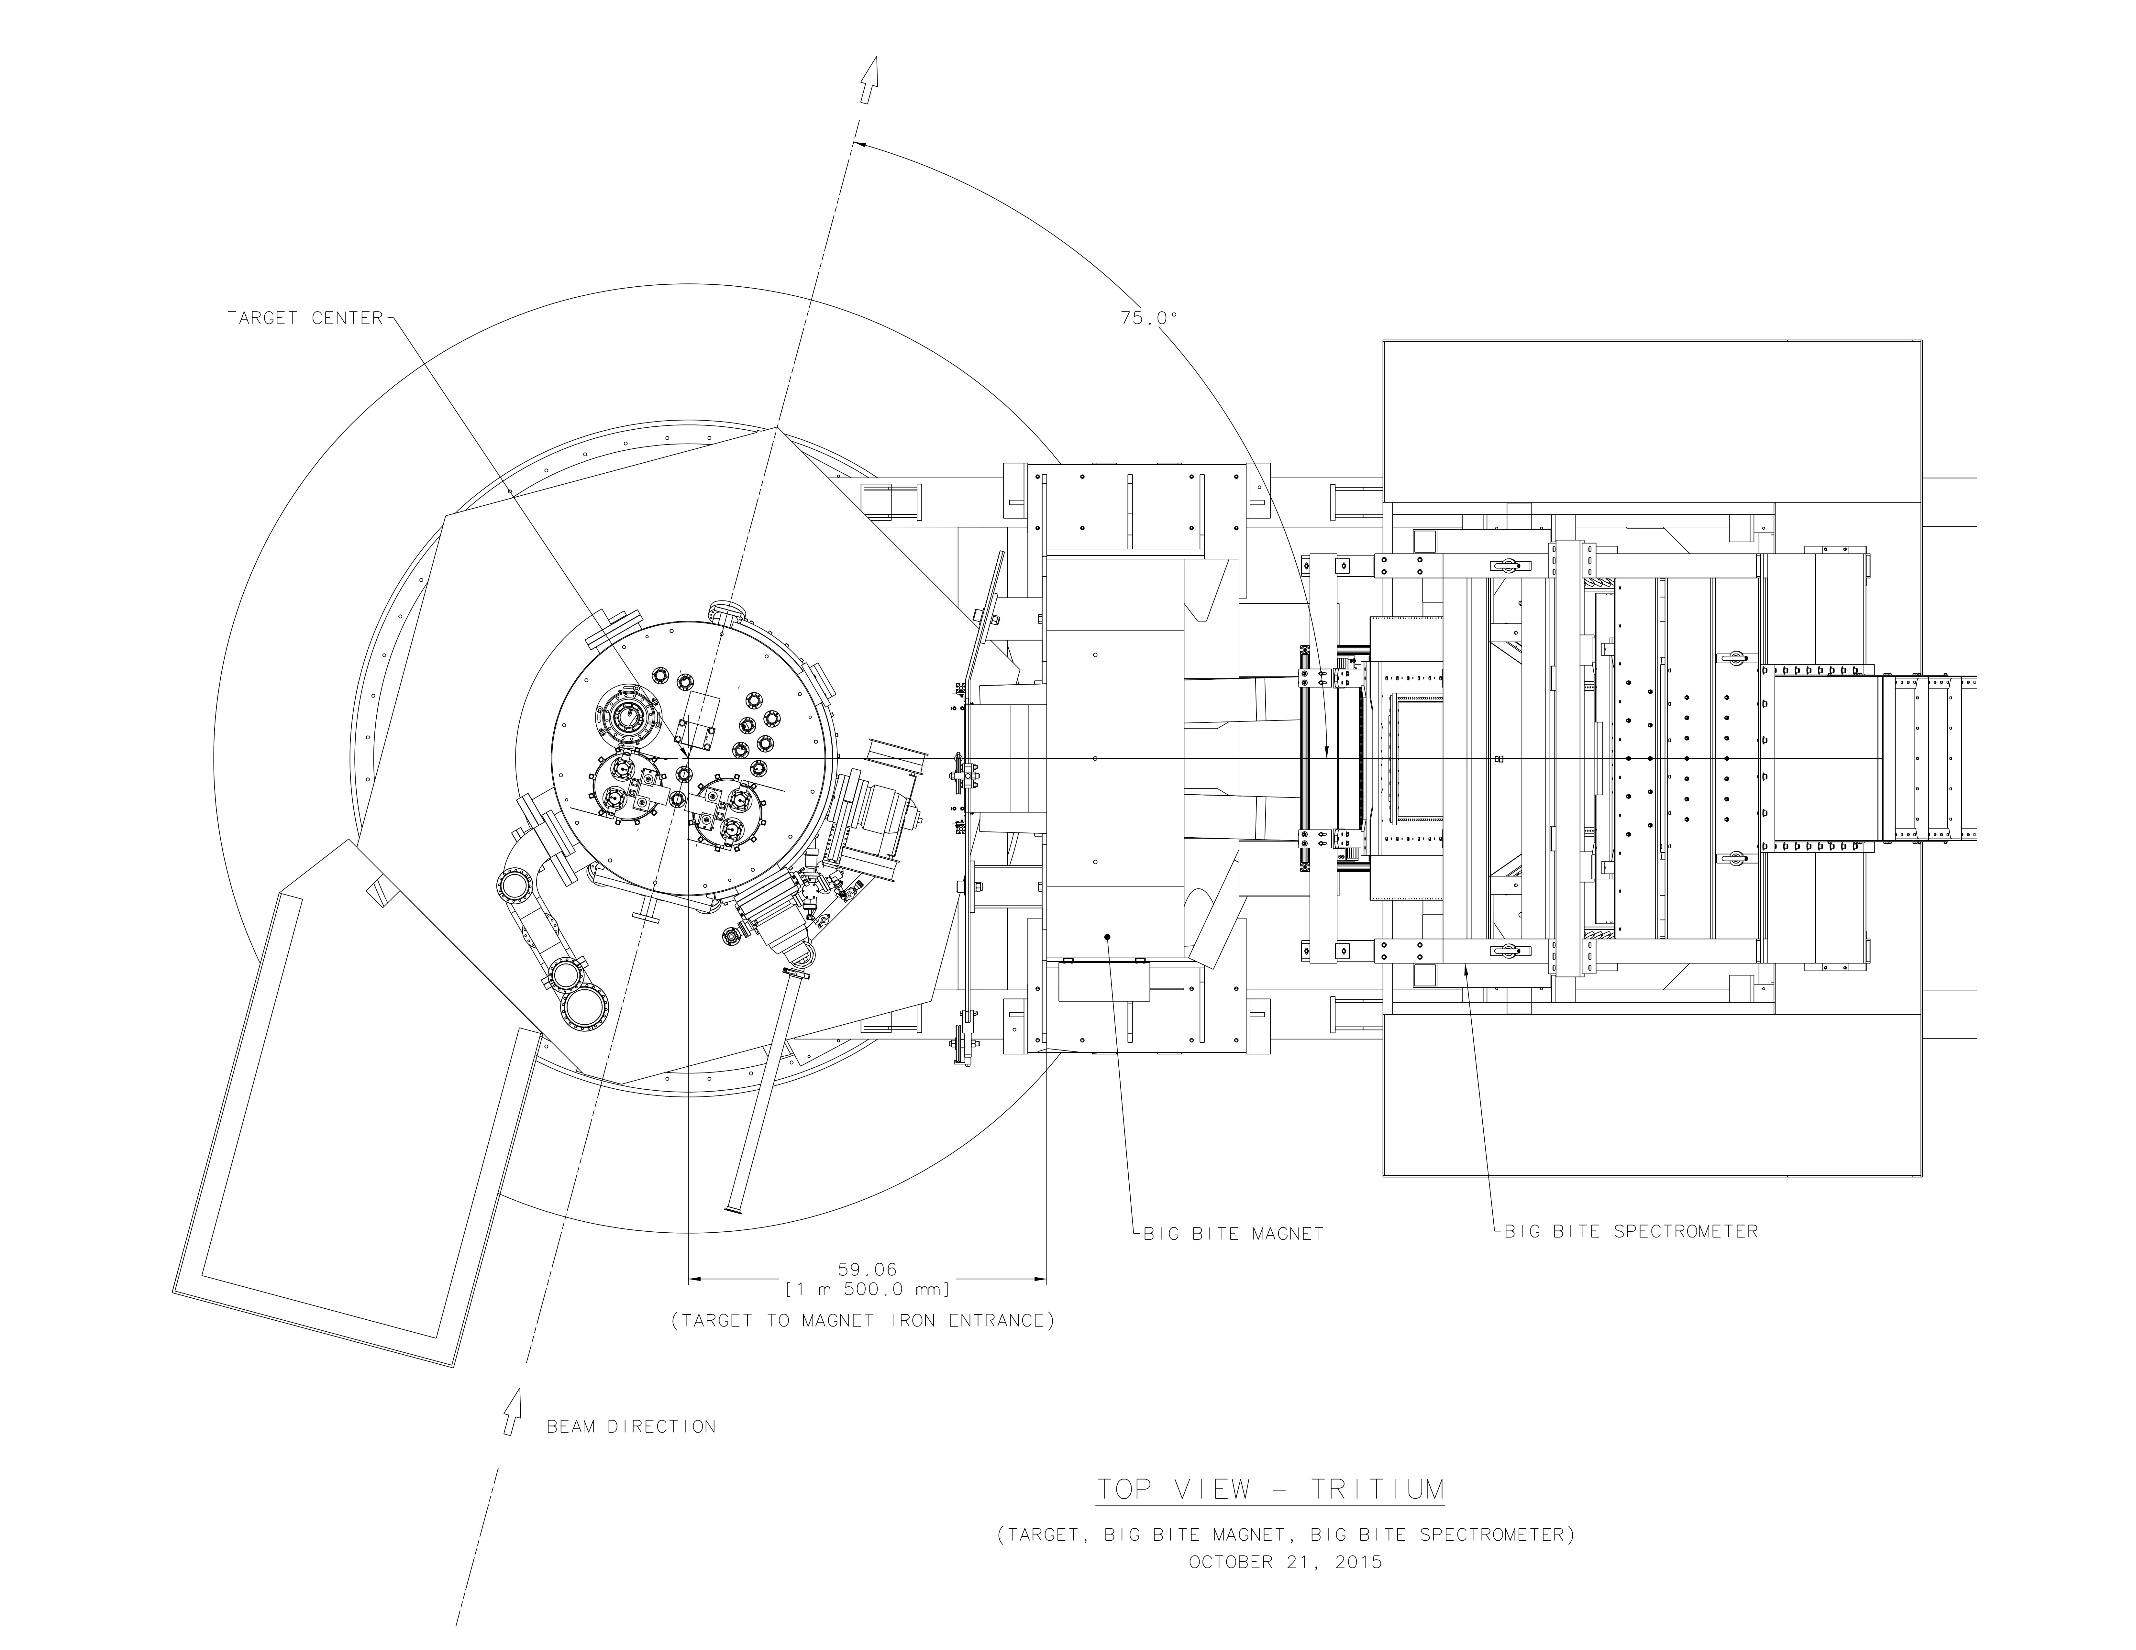 TARGET CENTER
75.0°
BIG BITE MAGNET
BIG BITE SPECTROMETER
59.06
[1 m 500.0 mm]
(TARGET TO MAGNET IRON ENTRANCE)
BEAM DIRECTION
TOP VIEW - TRITIUM
(TARGET, BIG BITE MAGNET, BIG BITE SPECTROMETER)
OCTOBER 21, 2015